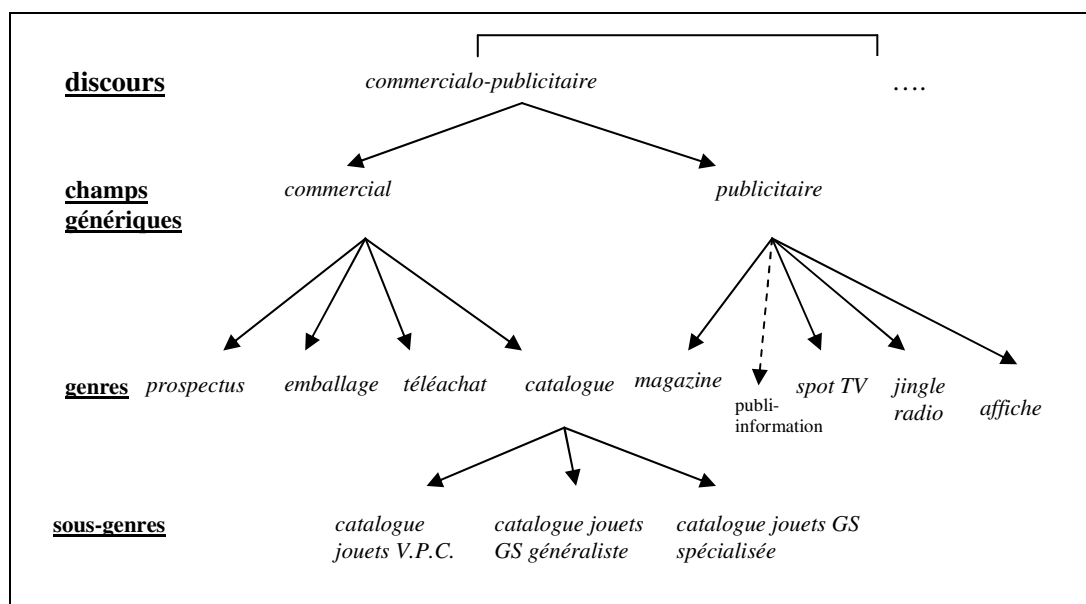 discours commercialo-publicitaire ….
champs
génériques
commercial publicitaire
genres prospectus emballage téléachat catalogue magazine
publi-
information
spot TV jingle
radio
affiche
sous-genres
catalogue
jouets V.P.C.
catalogue jouets
GS généraliste
catalogue jouets GS
spécialisée